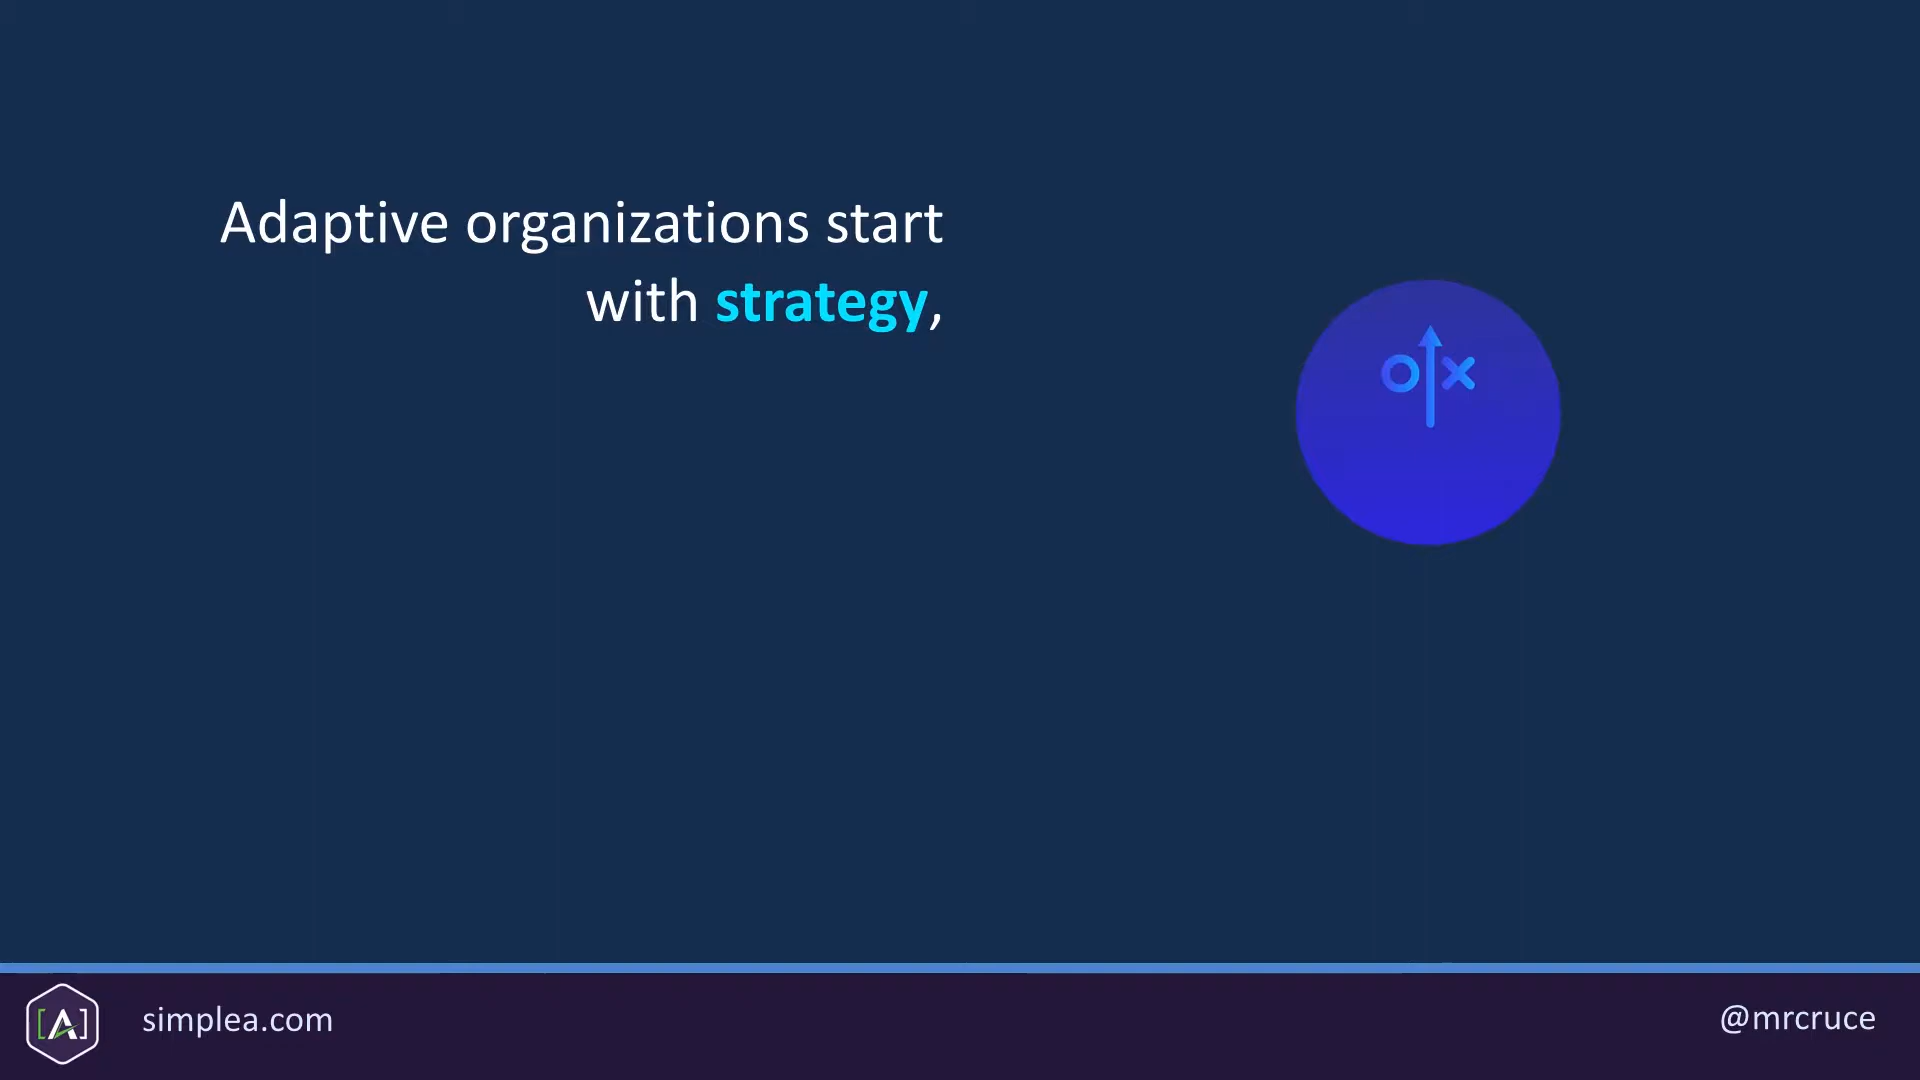 Adaptive organizations start
with strategy,
[A]
simplea.com
@mrcruce